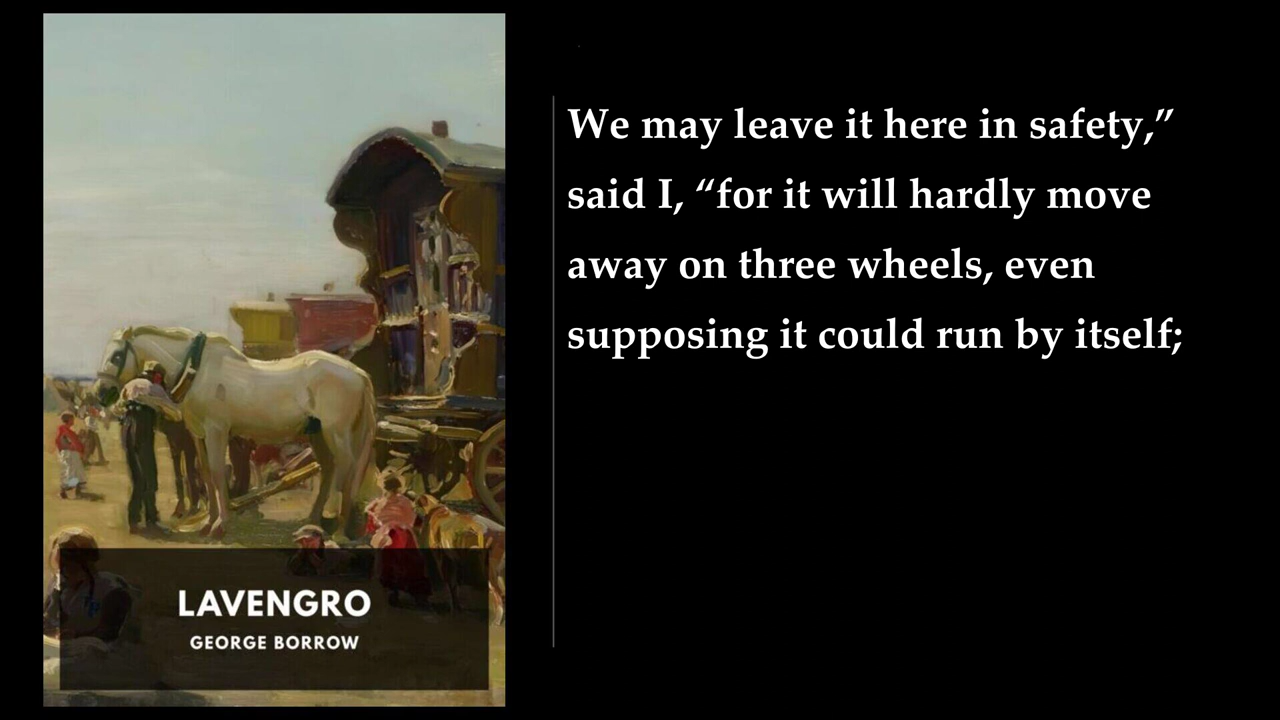 We may leave it here in safety,”
said I, “for it will hardly move
away on three wheels, even
supposing it could run by itself;
LAVENGRO
GEORGE BORROW